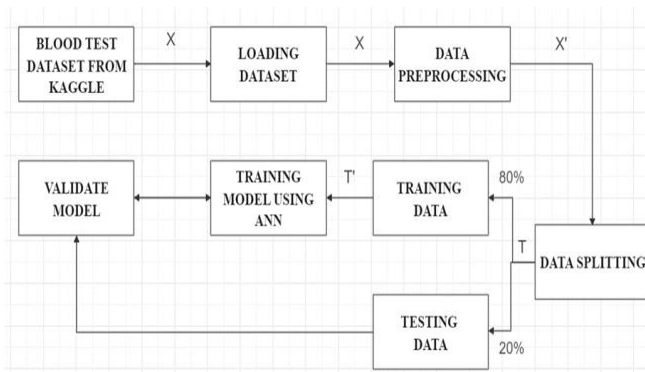 BLOOD TEST
DATASET FROM
KAGGLE
X
LOADING
DATASET
X
DATA
PREPROCESSING
X'
VALIDATE
MODEL
TRAINING
MODEL USING
ANN
T'
TRAINING
DATA
80%
T
DATA SPLITTING
TESTING
DATA
20%